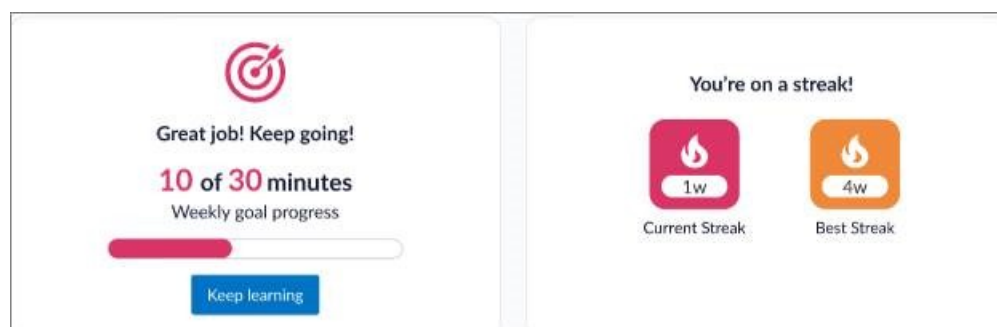 Great job! Keep going!
10 of 30 minutes
Weekly goal progress
Keep learning
You're on a streak!
1w
4w
Current Streak
Best Streak